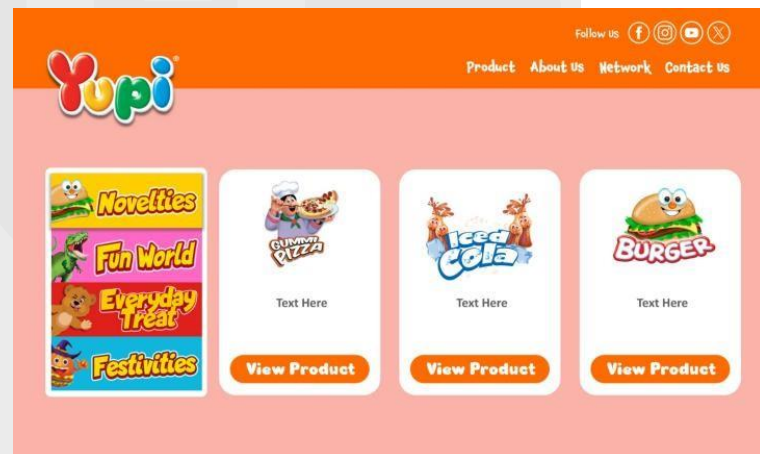 Follow us
Yupi
Product About Us Network Contact Us
Novelties
Fun World
Everyday
Treat
Festivities
GUMMI
PIZZA
Text Here
View Product
Iced
Cola
Text Here
View Product
BURGER
Text Here
View Product